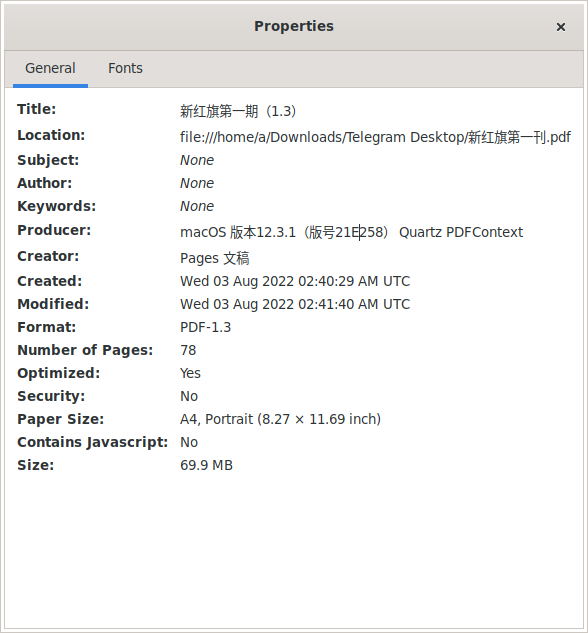 Properties
General Fonts
Title: 新红旗第一期（1.3）
Location: file:///home/a/Downloads/Telegram Desktop/新红旗第一刊.pdf
Subject: None
Author: None
Keywords: None
Producer: macOS 版本12.3.1（版号21E258） Quartz PDFContext
Creator: Pages 文稿
Created: Wed 03 Aug 2022 02:40:29 AM UTC
Modified: Wed 03 Aug 2022 02:41:40 AM UTC
Format: PDF-1.3
Number of Pages: 78
Optimized: Yes
Security: No
Paper Size: A4, Portrait (8.27 × 11.69 inch)
Contains Javascript: No
Size: 69.9 MB